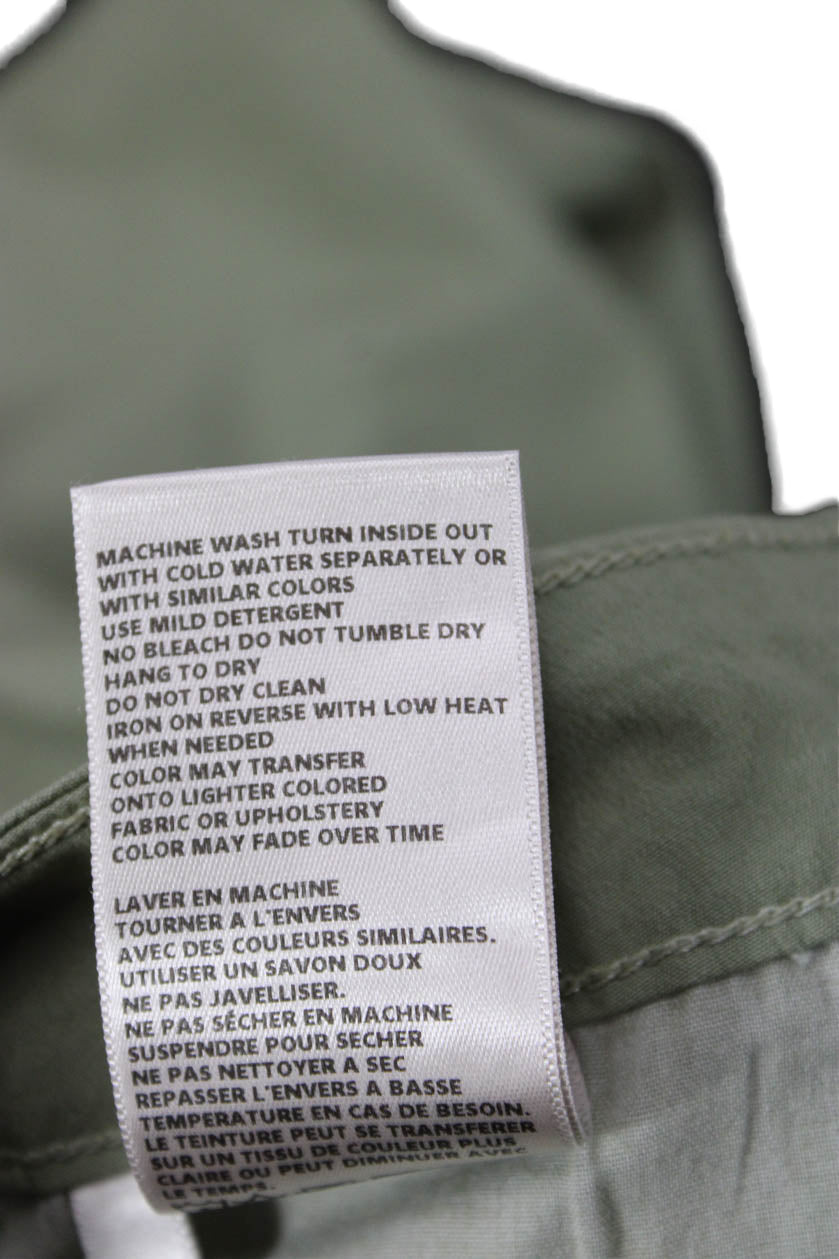 MACHINE WASH TURN INSIDE OUT
WITH COLD WATER SEPARATELY OR
WITH SIMILAR COLORS
USE MILD DETERGENT
NO BLEACH DO NOT TUMBLE DRY
HANG TO DRY
DO NOT DRY CLEAN
IRON ON REVERSE WITH LOW HEAT
WHEN NEEDED
COLOR MAY TRANSFER
ONTO LIGHTER COLORED
FABRIC OR UPHOLSTERY
COLOR MAY FADE OVER TIME
LAVER EN MACHINE
TOURNER A L'ENVERS
AVEC DES COULEURS SIMILAIRES.
UTILISER UN SAVON DOUX
NE PAS JAVELLISER.
NE PAS SÉCHER EN MACHINE
SUSPENDRE POUR SECHER
NE PAS NETTOYER A SEC
REPASSER L'ENVERS A BASSE
TEMPERATURE EN CAS DE BESOIN.
LE TEINTURE PEUT SE TRANSFERER
SUR UN TISSU DE COULEUR PLUS
CLAIRE OU PEUT DIMINUER AVEC
LE TEMPS.